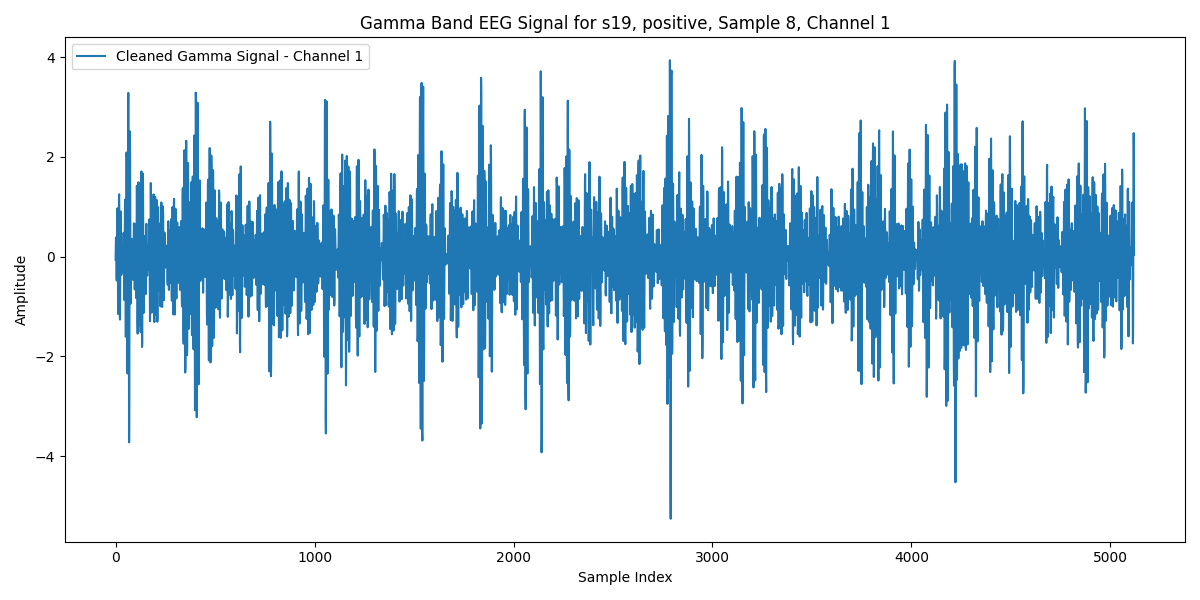 Gamma Band EEG Signal for s19, positive, Sample 8, Channel 1
Cleaned Gamma Signal - Channel 1
4
2
0
−2
−4
Amplitude
0 1000 2000 3000 4000 5000
Sample Index